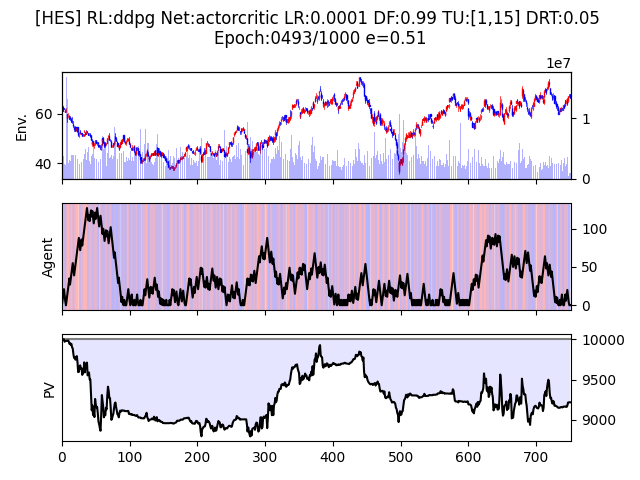 [HES] RL:ddpg Net:actorcritic LR:0.0001 DF:0.99 TU:[1,15] DRT:0.05
Epoch:0493/1000 e=0.51
1e7
Env.
60
40
1
0
Agent
100
50
0
PV
10000
9500
9000
0 100 200 300 400 500 600 700